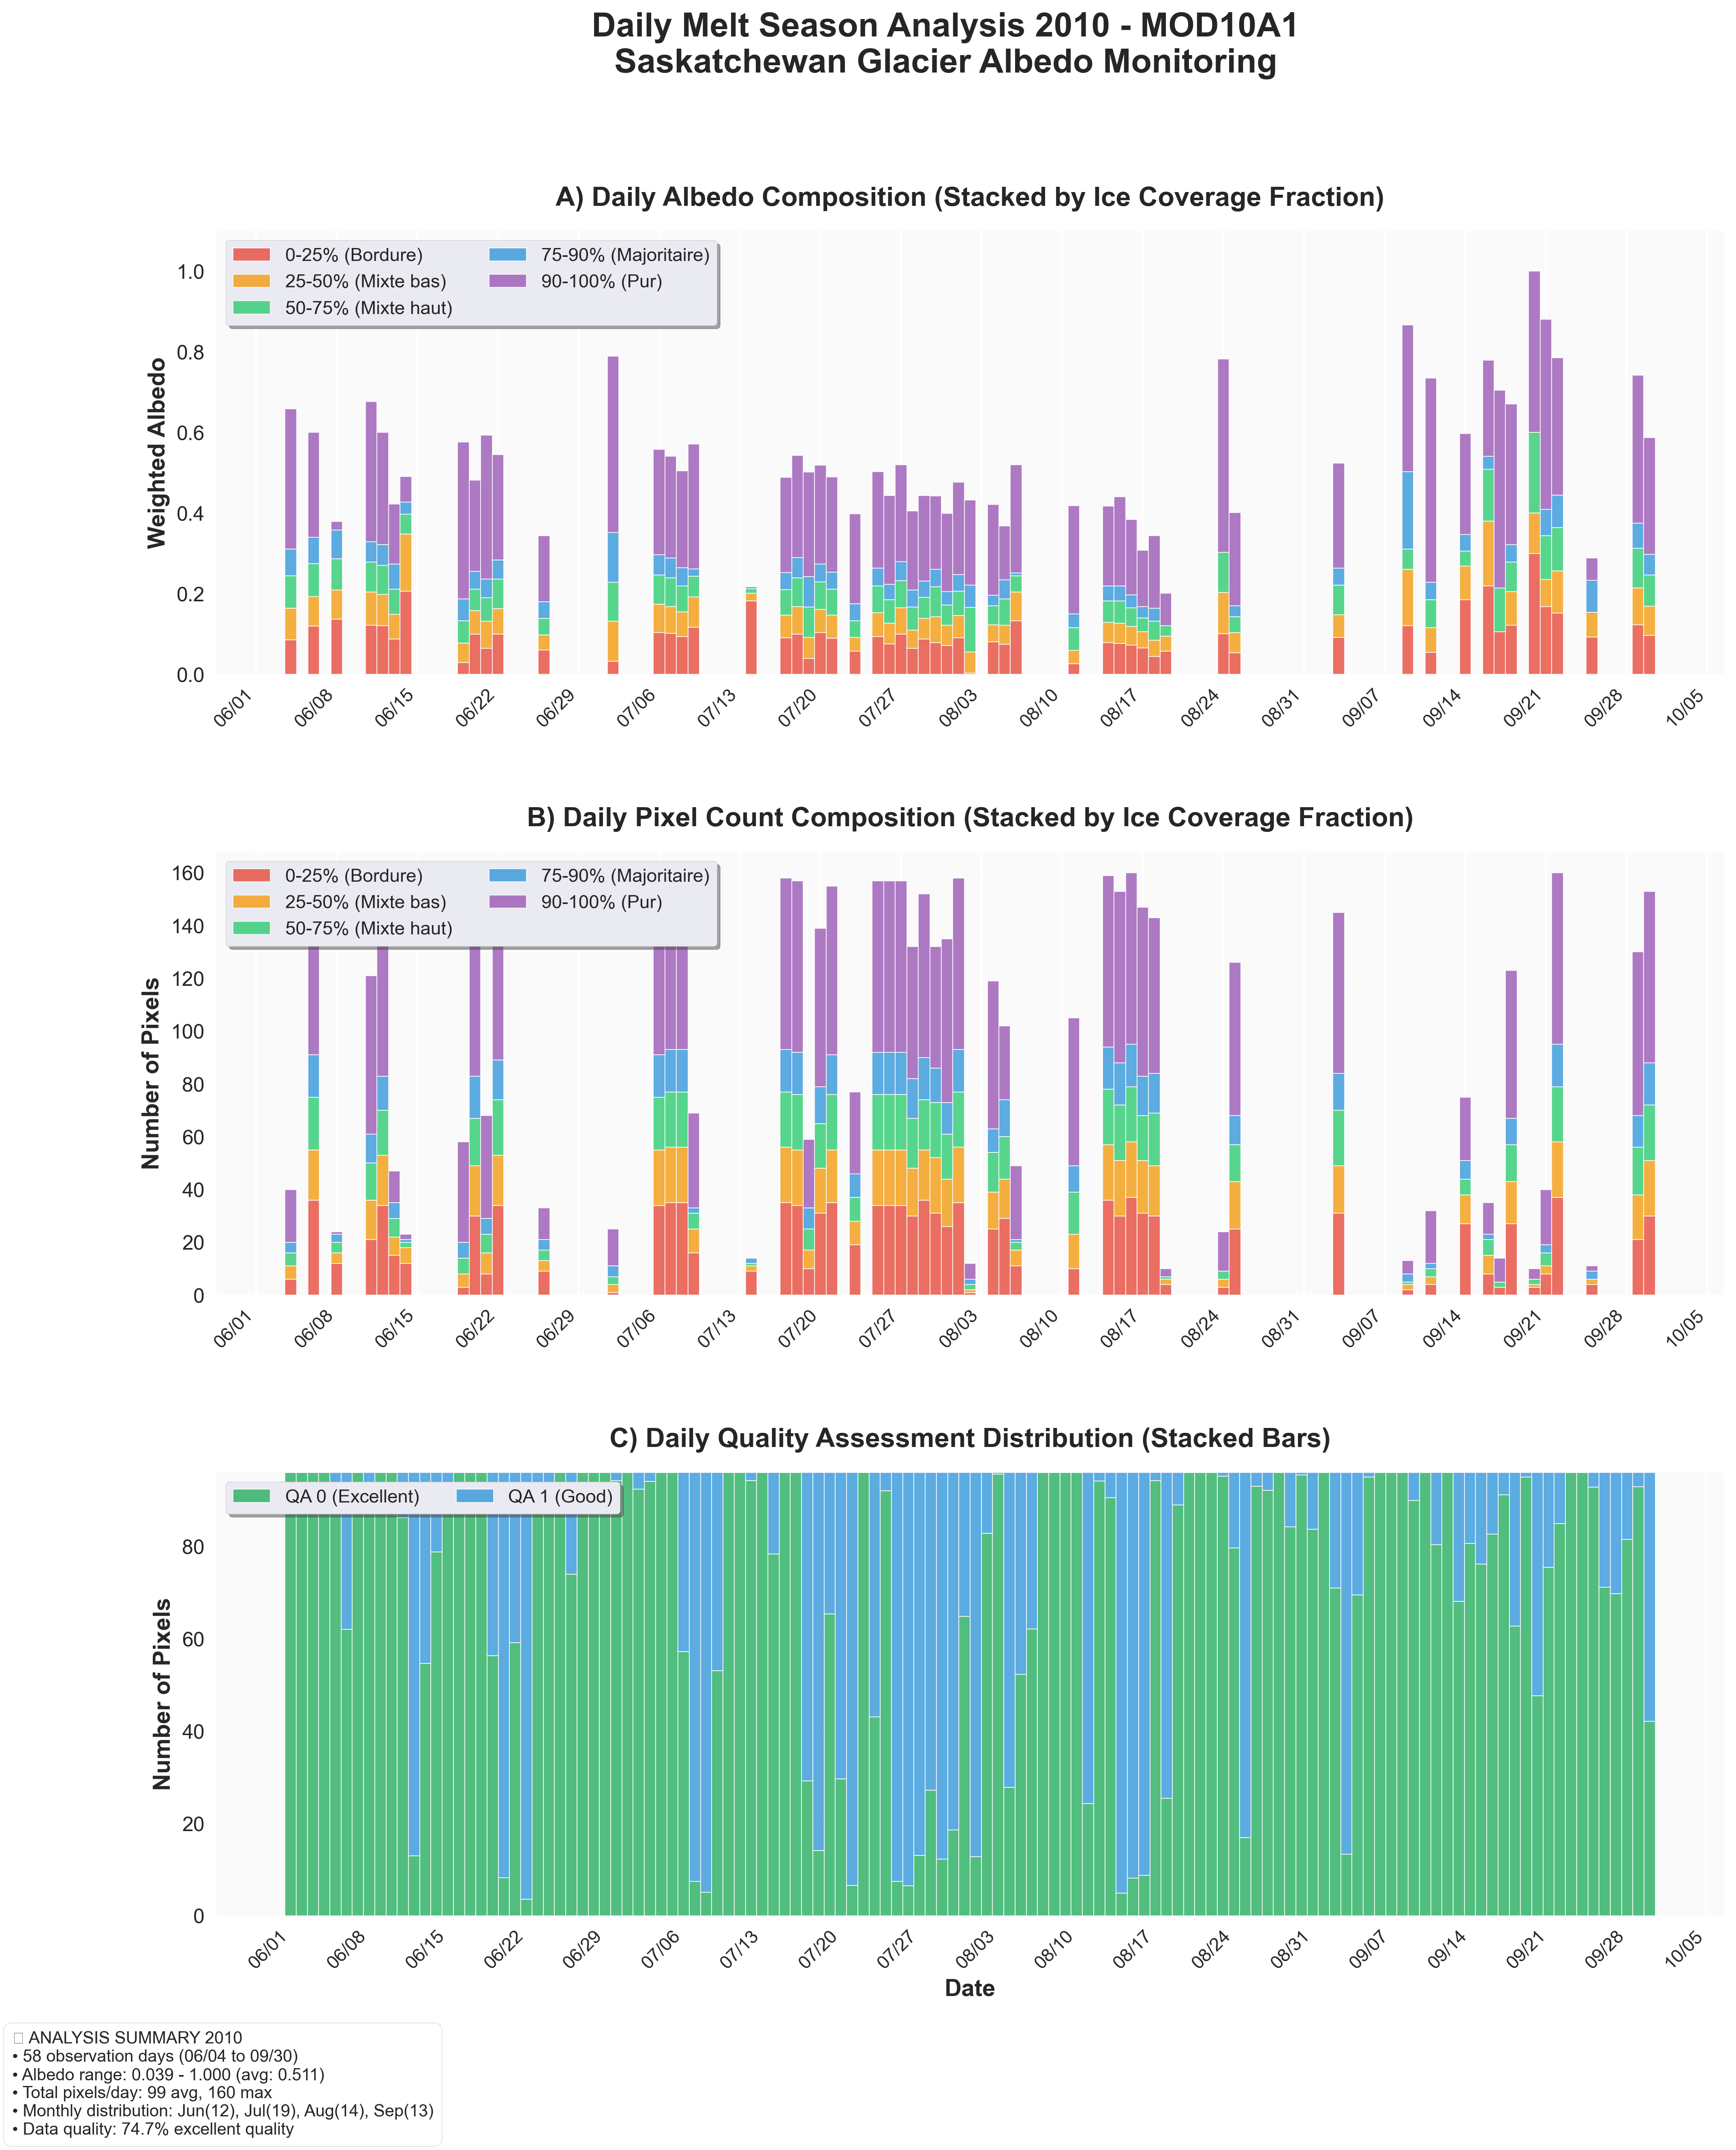 Daily Melt Season Analysis 2010 - MOD10A1
Saskatchewan Glacier Albedo Monitoring
A) Daily Albedo Composition (Stacked by Ice Coverage Fraction)
0-25% (Bordure)
25-50% (Mixte bas)
50-75% (Mixte haut)
75-90% (Majoritaire)
90-100% (Pur)
Weighted Albedo
1.0
0.8
0.6
0.4
0.2
0.0
06/01 06/08 06/15 06/22 06/29 07/06 07/13 07/20 07/27 08/03 08/10 08/17 08/24 08/31 09/07 09/14 09/21 09/28 10/05
B) Daily Pixel Count Composition (Stacked by Ice Coverage Fraction)
0-25% (Bordure)
25-50% (Mixte bas)
50-75% (Mixte haut)
75-90% (Majoritaire)
90-100% (Pur)
Number of Pixels
160
140
120
100
80
60
40
20
0
06/01 06/08 06/15 06/22 06/29 07/06 07/13 07/20 07/27 08/03 08/10 08/17 08/24 08/31 09/07 09/14 09/21 09/28 10/05
C) Daily Quality Assessment Distribution (Stacked Bars)
QA 0 (Excellent) QA 1 (Good)
Number of Pixels
80
60
40
20
0
06/01 06/08 06/15 06/22 06/29 07/06 07/13 07/20 07/27 08/03 08/10 08/17 08/24 08/31 09/07 09/14 09/21 09/28 10/05
Date
ANALYSIS SUMMARY 2010
• 58 observation days (06/04 to 09/30)
• Albedo range: 0.039 - 1.000 (avg: 0.511)
• Total pixels/day: 99 avg, 160 max
• Monthly distribution: Jun(12), Jul(19), Aug(14), Sep(13)
• Data quality: 74.7% excellent quality